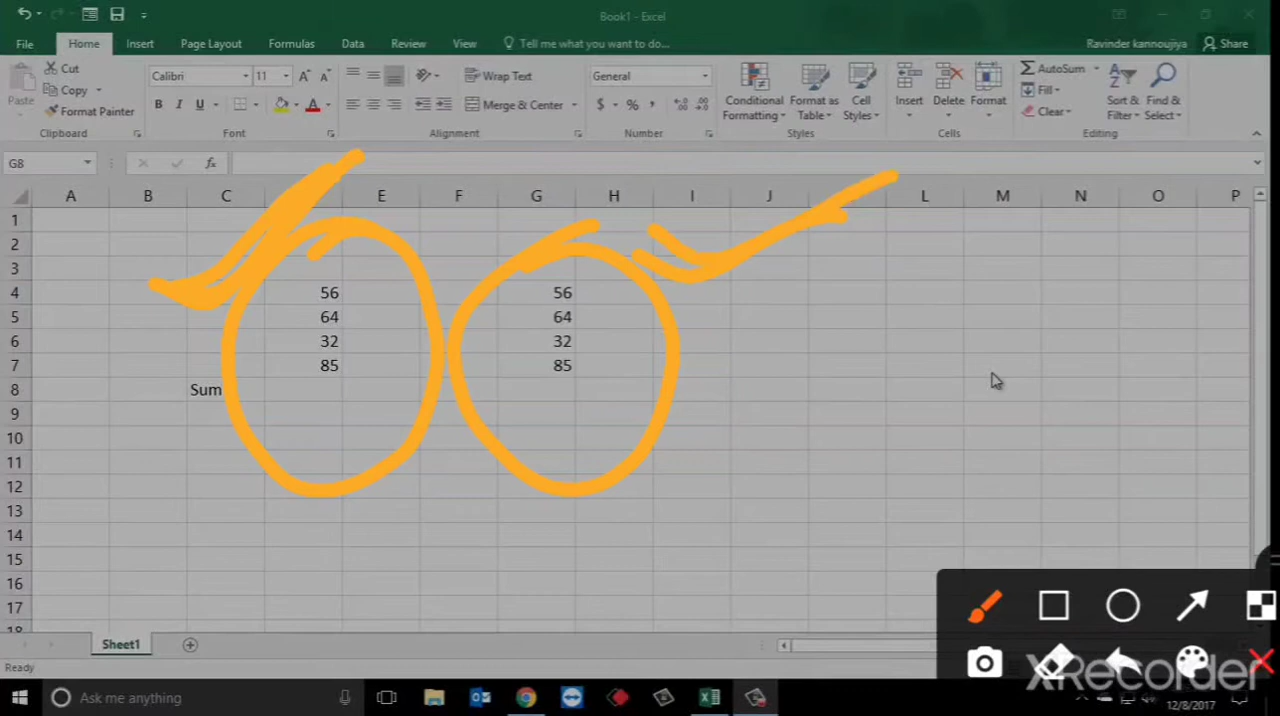 Book1 - Excel
File Home Insert Page Layout Formulas Data Review View Tell me what you want to do... Ravinder kannoujiya Share
Cut Calibri 11 Wrap Text General AutoSum
Copy Fill
Paste Format Painter B I U Merge & Center $ % Conditional Formatting Format as Table Cell Styles Insert Delete Format Clear Sort & Filter Find & Select
Clipboard Font Alignment Number Styles Cells Editing
G8 fx
A B C E F G H I J L M N O P
1
2
3
4 56 56
5 64 64
6 32 32
7 85 85
8 Sum
9
10
11
12
13
14
15
16
17
18
Sheet1
Ready
XRecorder
Ask me anything
12/8/2017